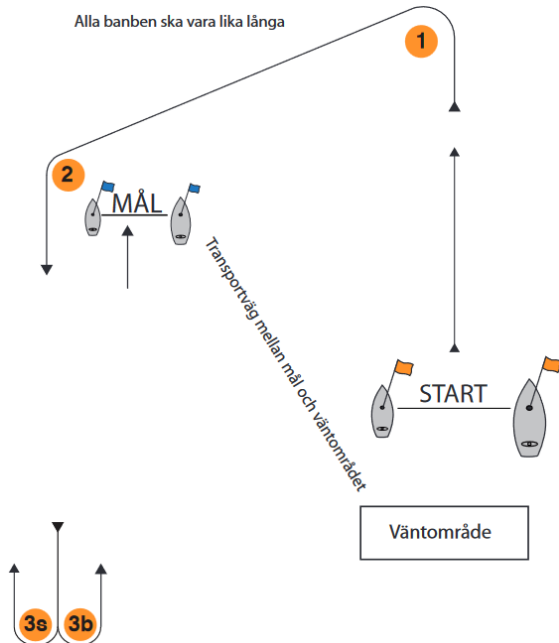 Alla banben ska vara lika långa
1
2
MÅL
Transportväg mellan mål och väntområdet
START
Väntområde
3s
3b